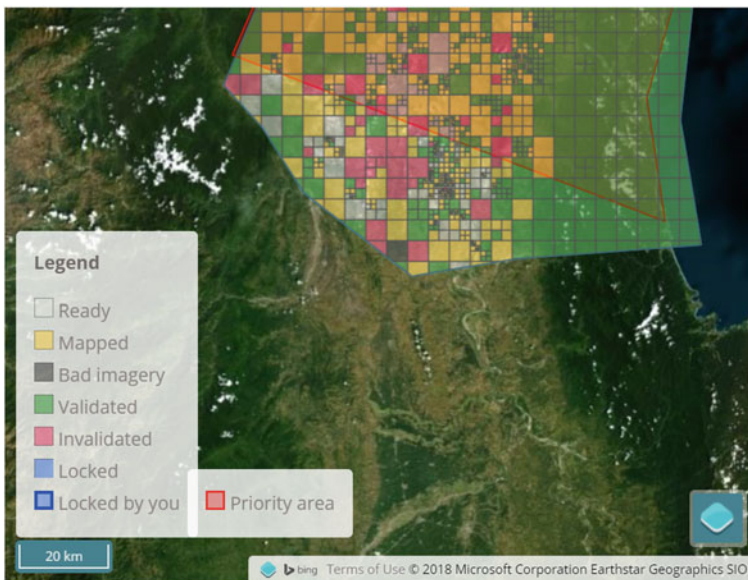 Legend
Ready
Mapped
Bad imagery
Validated
Invalidated
Locked
Locked by you
Priority area
20 km
bing Terms of Use © 2018 Microsoft Corporation Earthstar Geographics SIO